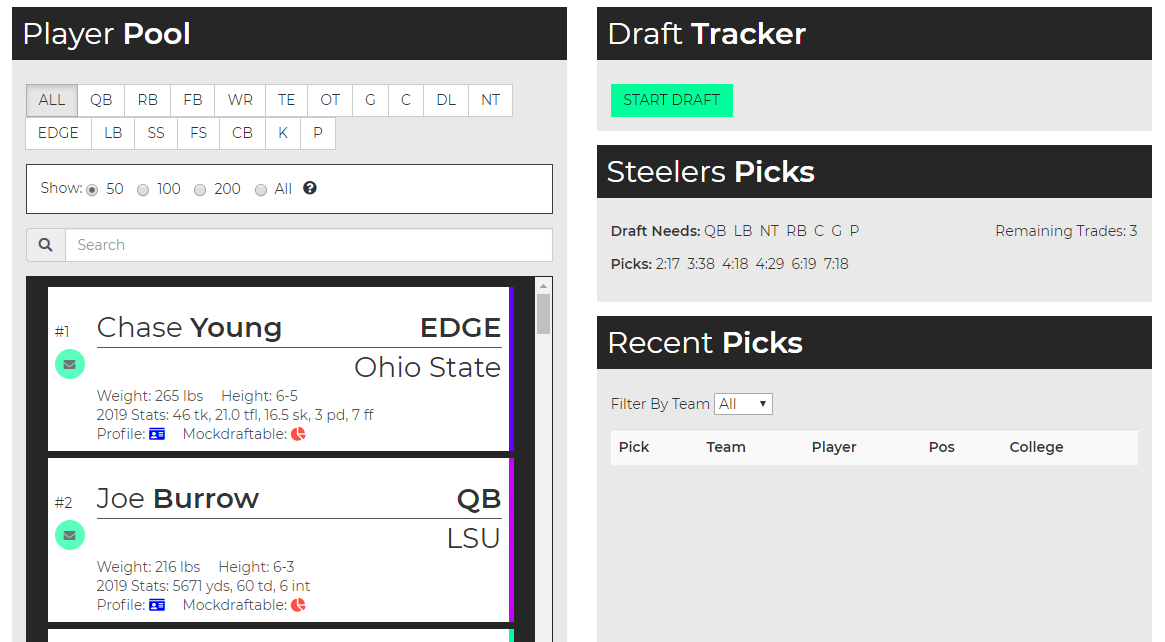 Player Pool
ALL QB RB FB WR TE OT G C DL NT
EDGE LB SS FS CB K P
Show: 50 100 200 All ?
Search
#1 Chase Young EDGE
Ohio State
Weight: 265 lbs Height: 6-5
2019 Stats: 46 tk, 21.0 tfl, 16.5 sk, 3 pd, 7 ff
Profile: Mockdraftable:
#2 Joe Burrow QB
LSU
Weight: 216 lbs Height: 6-3
2019 Stats: 5671 yds, 60 td, 6 int
Profile: Mockdraftable:
Draft Tracker
START DRAFT
Steelers Picks
Draft Needs: QB LB NT RB C G P Remaining Trades: 3
Picks: 2:17 3:38 4:18 4:29 6:19 7:18
Recent Picks
Filter By Team All
Pick Team Player Pos College